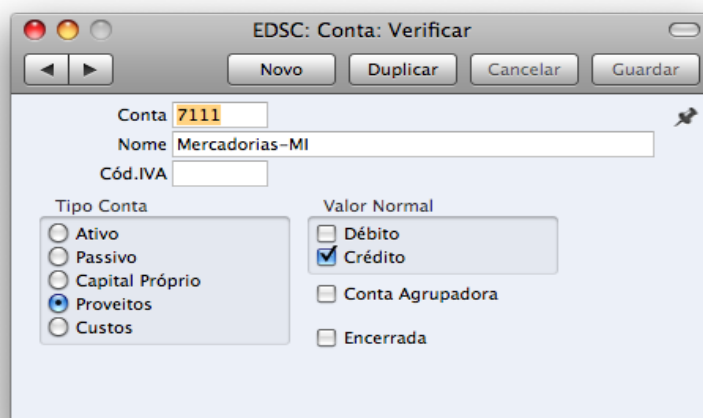 EDSC: Conta: Verificar
Novo Duplicar Cancelar Guardar
Conta 7111
Nome Mercadorias-MI
Cód.IVA
Tipo Conta Valor Normal
Ativo Débito
Passivo Crédito
Capital Próprio Conta Agrupadora
Proveitos
Custos Encerrada